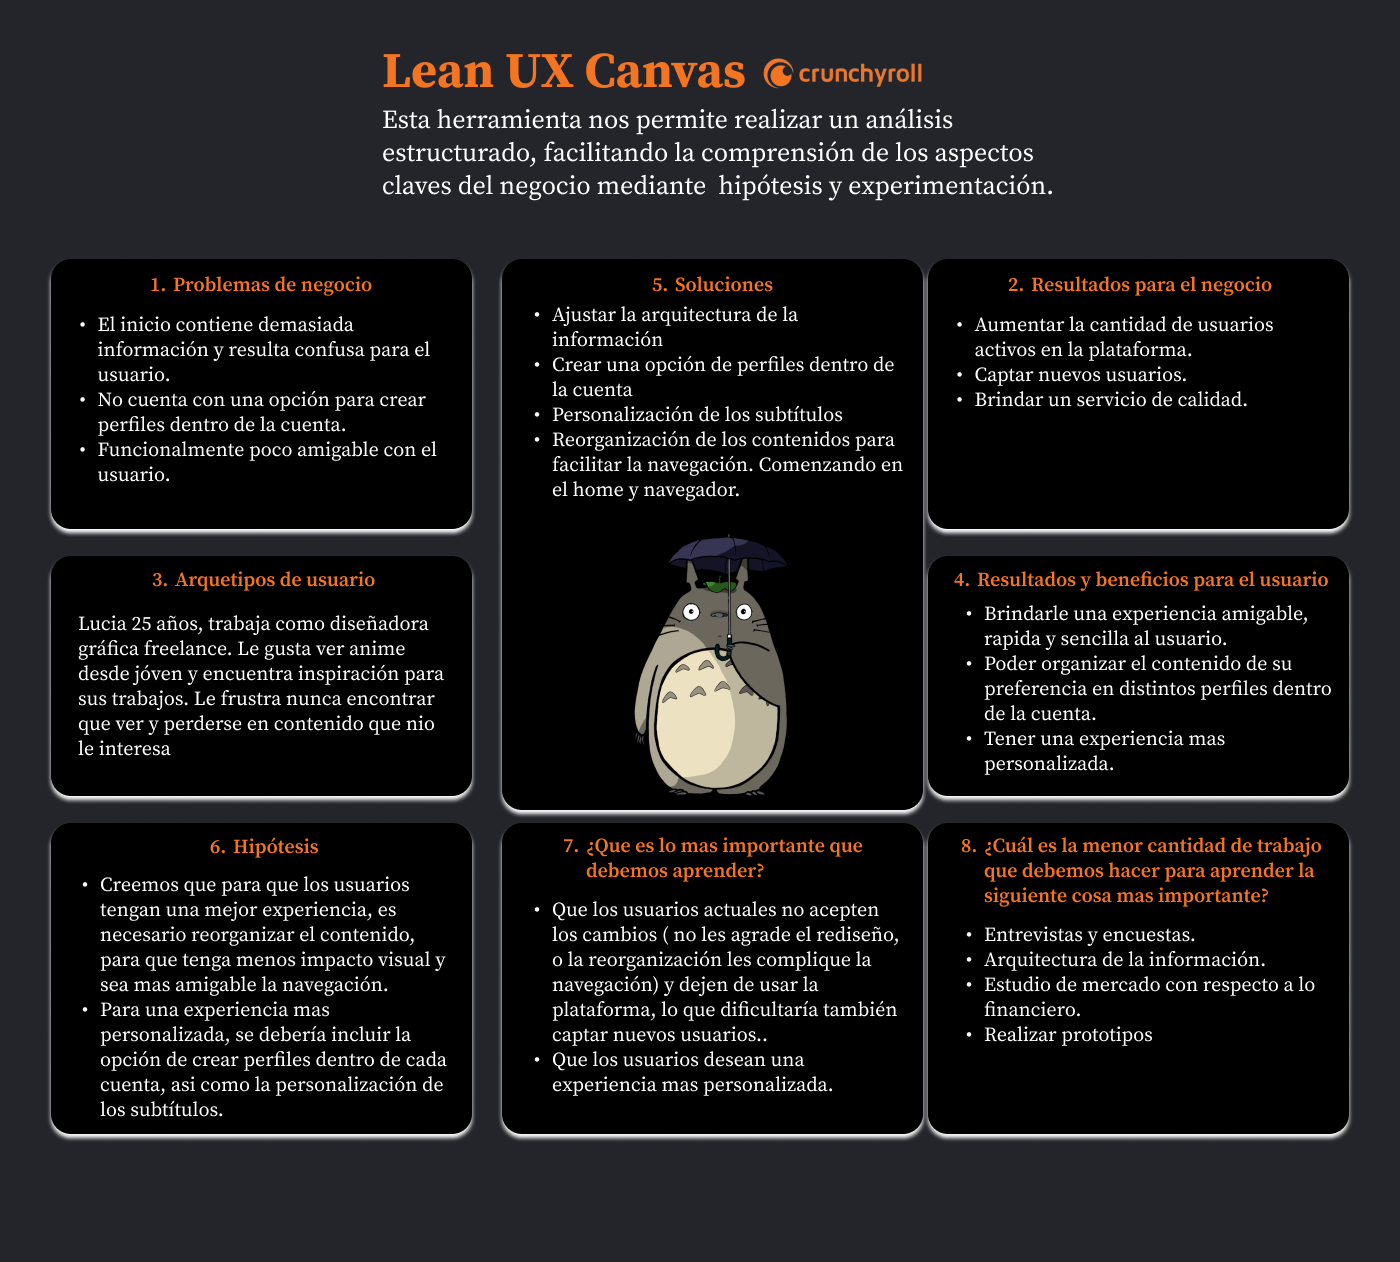 Lean UX Canvas crunchyroll
Esta herramienta nos permite realizar un análisis
estructurado, facilitando la comprensión de los aspectos
claves del negocio mediante  hipótesis y experimentación.
1. Problemas de negocio
• El inicio contiene demasiada
información y resulta confusa para el
usuario.
• No cuenta con una opción para crear
perfiles dentro de la cuenta.
• Funcionalmente poco amigable con el
usuario.
5. Soluciones
• Ajustar la arquitectura de la
información
• Crear una opción de perfiles dentro de
la cuenta
• Personalización de los subtítulos
• Reorganización de los contenidos para
facilitar la navegación. Comenzando en
el home y navegador.
2. Resultados para el negocio
• Aumentar la cantidad de usuarios
activos en la plataforma.
• Captar nuevos usuarios.
• Brindar un servicio de calidad.
3. Arquetipos de usuario
Lucia 25 años, trabaja como diseñadora
gráfica freelance. Le gusta ver anime
desde jóven y encuentra inspiración para
sus trabajos. Le frustra nunca encontrar
que ver y perderse en contenido que nio
le interesa
4. Resultados y beneficios para el usuario
• Brindarle una experiencia amigable,
rapida y sencilla al usuario.
• Poder organizar el contenido de su
preferencia en distintos perfiles dentro
de la cuenta.
• Tener una experiencia mas
personalizada.
6. Hipótesis
• Creemos que para que los usuarios
tengan una mejor experiencia, es
necesario reorganizar el contenido,
para que tenga menos impacto visual y
sea mas amigable la navegación.
• Para una experiencia mas
personalizada, se debería incluir la
opción de crear perfiles dentro de cada
cuenta, asi como la personalización de
los subtítulos.
7. ¿Que es lo mas importante que
debemos aprender?
• Que los usuarios actuales no acepten
los cambios ( no les agrade el rediseño,
o la reorganización les complique la
navegación) y dejen de usar la
plataforma, lo que dificultaría también
captar nuevos usuarios..
• Que los usuarios desean una
experiencia mas personalizada.
8. ¿Cuál es la menor cantidad de trabajo
que debemos hacer para aprender la
siguiente cosa mas importante?
• Entrevistas y encuestas.
• Arquitectura de la información.
• Estudio de mercado con respecto a lo
financiero.
• Realizar prototipos